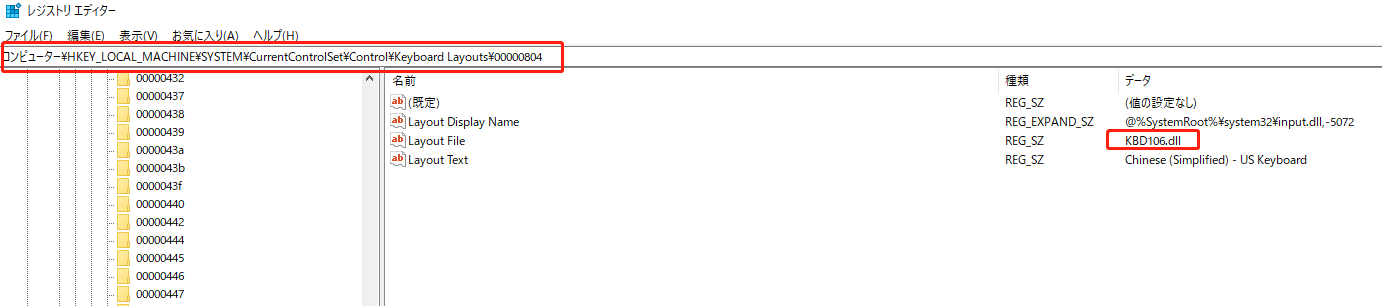 レジストリ エディター
ファイル(F) 編集(E) 表示(V) お気に入り(A) ヘルプ(H)
コンピューター¥HKEY_LOCAL_MACHINE¥SYSTEM¥CurrentControlSet¥Control¥Keyboard Layouts¥00000804
00000432
00000437
00000438
00000439
0000043a
0000043b
0000043f
00000440
00000442
00000444
00000445
00000446
00000447
名前 種類 データ
ab (既定) REG_SZ (値の設定なし)
ab Layout Display Name REG_EXPAND_SZ @%SystemRoot%¥system32¥input.dll,-5072
ab Layout File REG_SZ KBD106.dll
ab Layout Text REG_SZ Chinese (Simplified) - US Keyboard